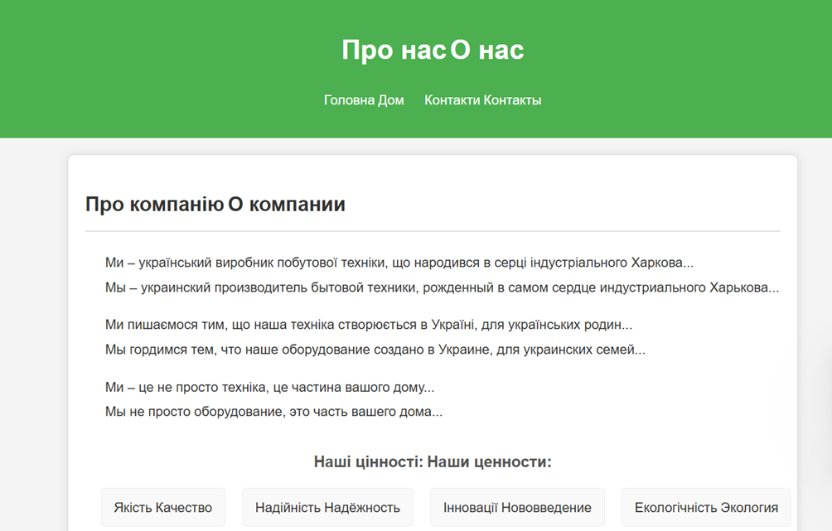 Про нас О нас
Головна Дом Контакти Контакты
Про компанію О компании
Ми – український виробник побутової техніки, що народився в серці індустріального Харкова...
Мы – украинский производитель бытовой техники, рожденный в самом сердце индустриального Харькова...
Ми пишаємося тим, що наша техніка створюється в Україні, для українських родин...
Мы гордимся тем, что наше оборудование создано в Украине, для украинских семей...
Ми – це не просто техніка, це частина вашого дому...
Мы не просто оборудование, это часть вашего дома...
Наші цінності: Наши ценности:
Якість Качество Надійність Надёжность Інновації Нововведение Екологічність Экология